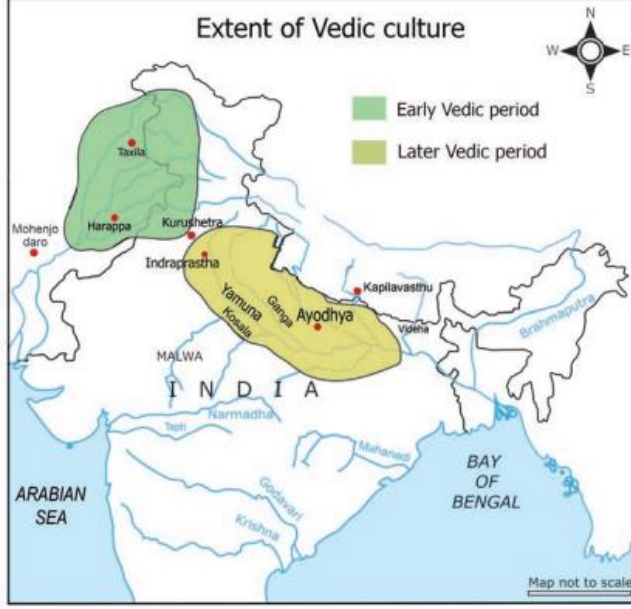 Extent of Vedic culture
N
W
E
S
Early Vedic period
Later Vedic period
Taxila
Harappa
Mohenjo
daro
Kurushetra
Indraprastha
Kapilavasthu
Yamuna
Ganga
Kosala
Ayodhya
Videha
Brahmaputra
MALWA
INDIA
Narmadha
Tapti
Mahanadi
Godavari
Krishna
ARABIAN
SEA
BAY
OF
BENGAL
Map not to scale